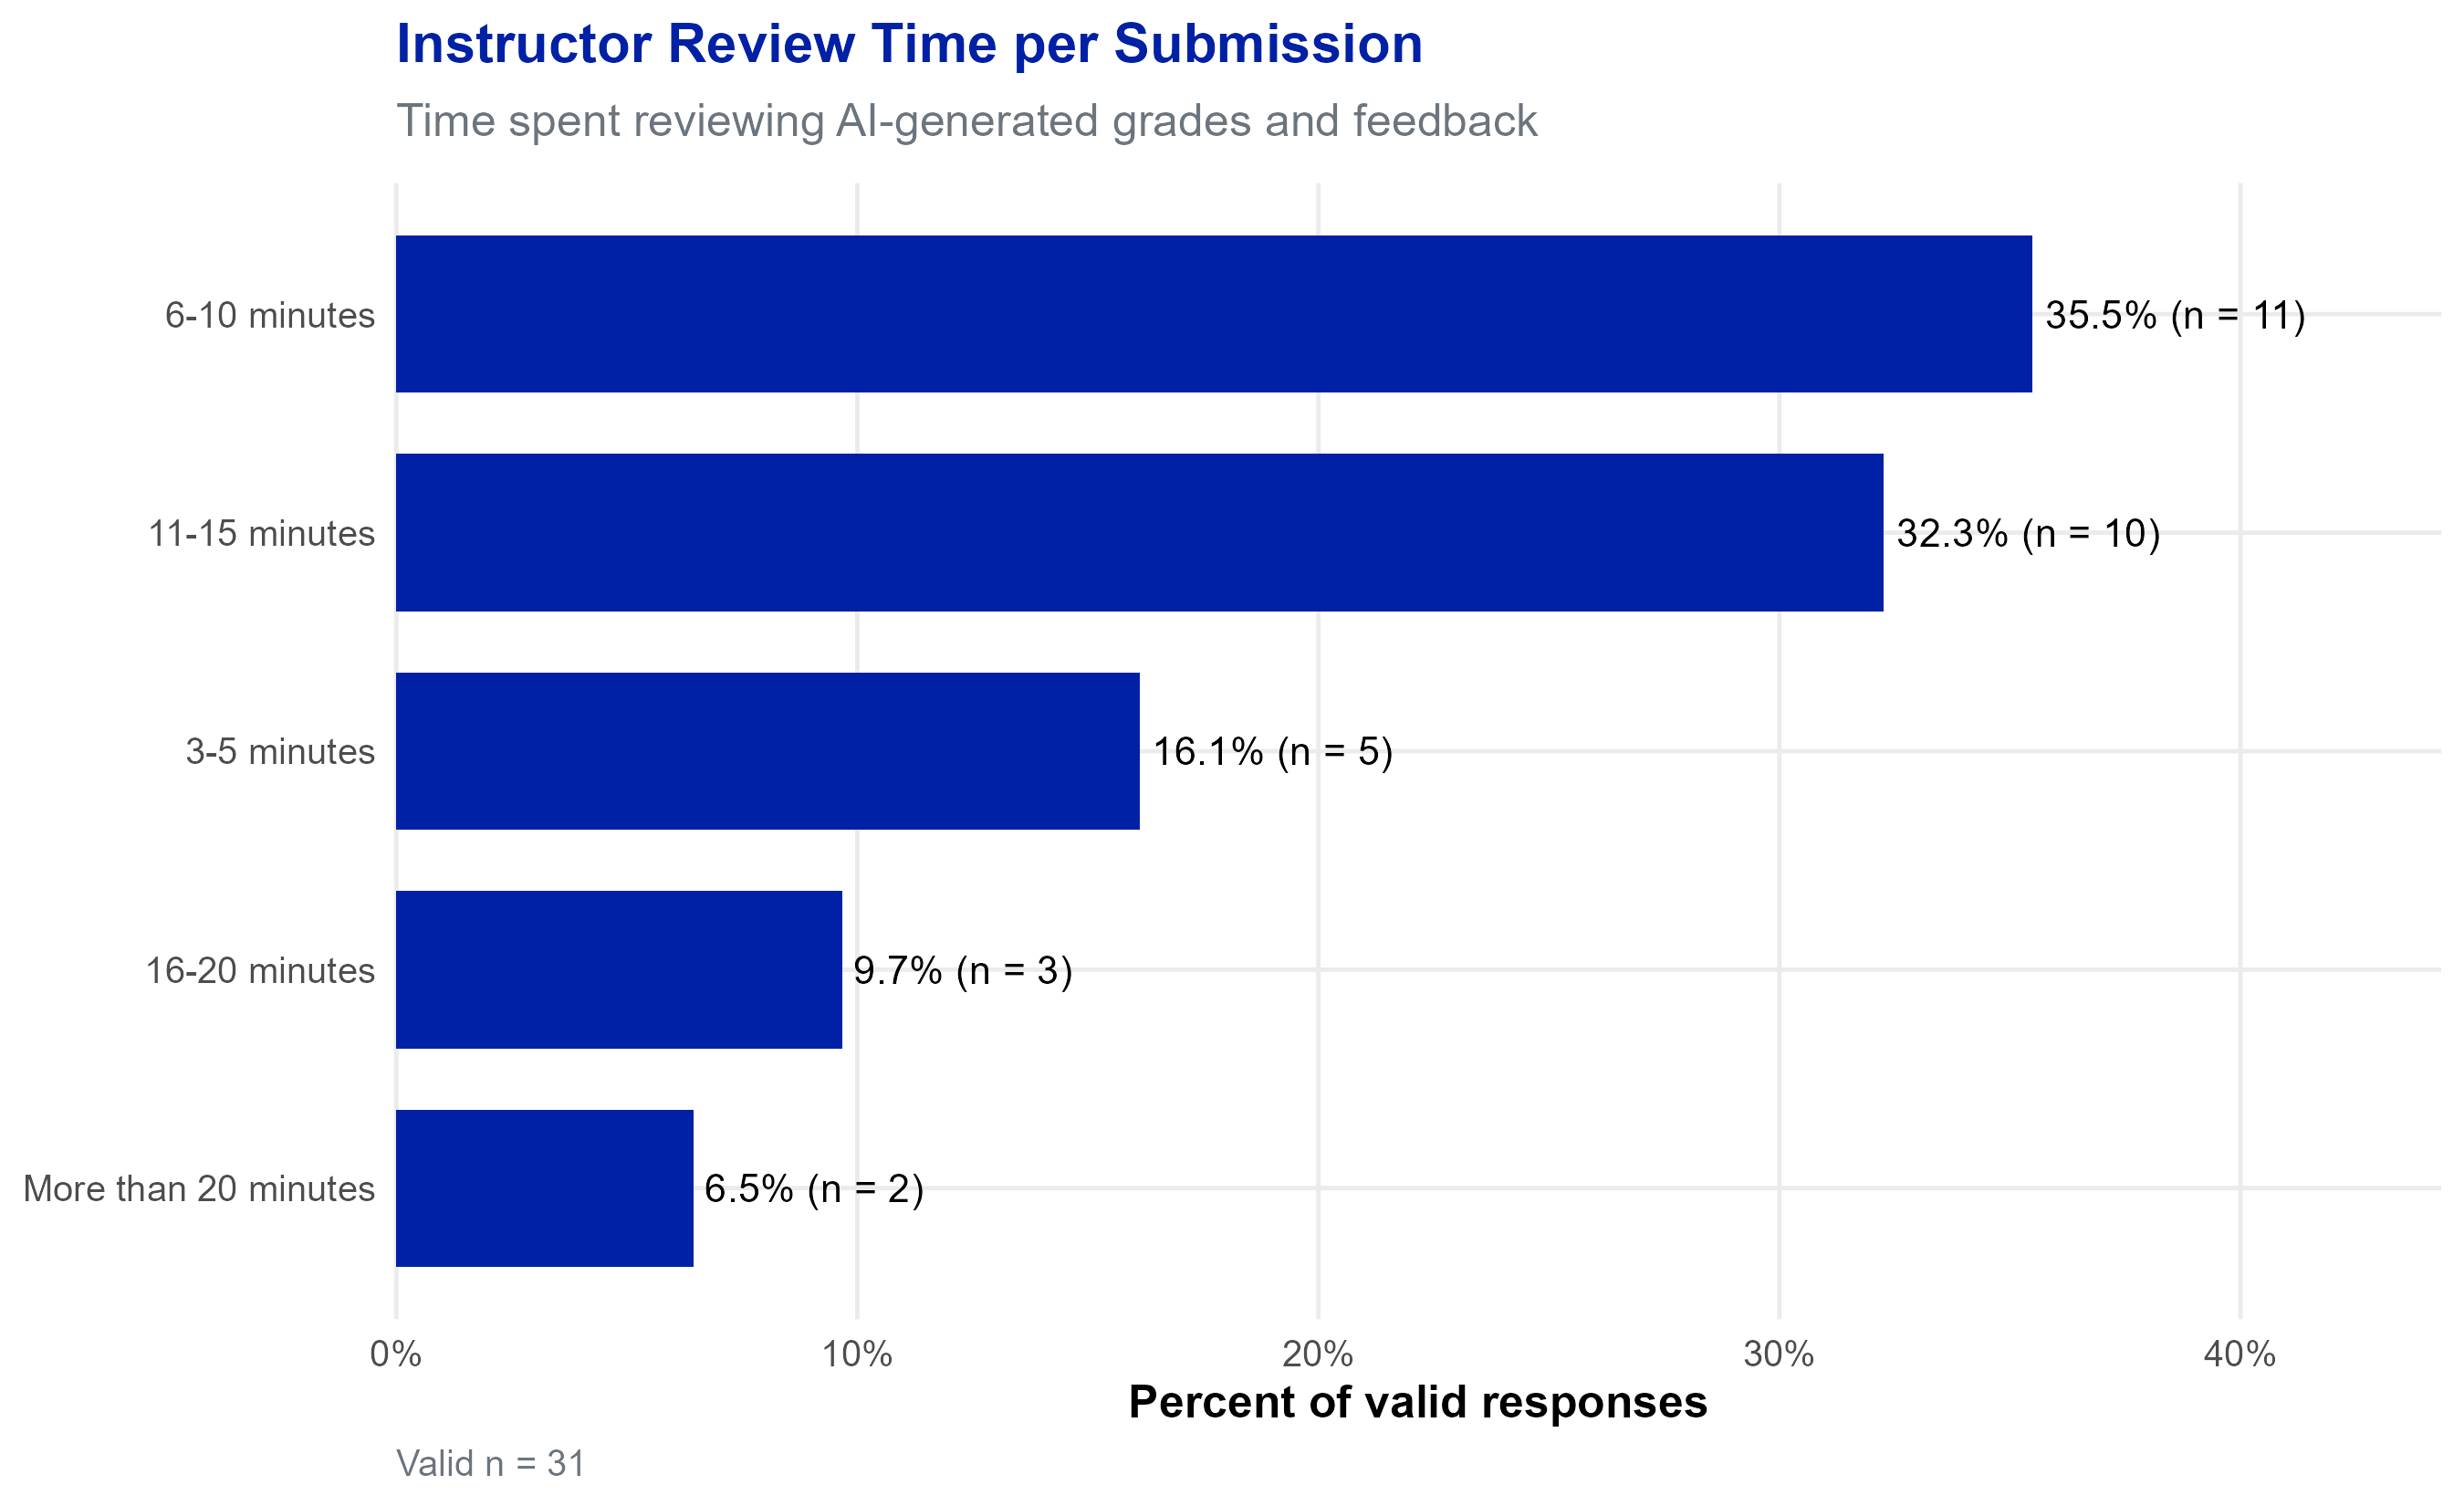 Instructor Review Time per Submission
Time spent reviewing AI-generated grades and feedback
6-10 minutes
35.5% (n = 11)
11-15 minutes
32.3% (n = 10)
3-5 minutes
16.1% (n = 5)
16-20 minutes
9.7% (n = 3)
More than 20 minutes
6.5% (n = 2)
0% 10% 20% 30% 40%
Percent of valid responses
Valid n = 31